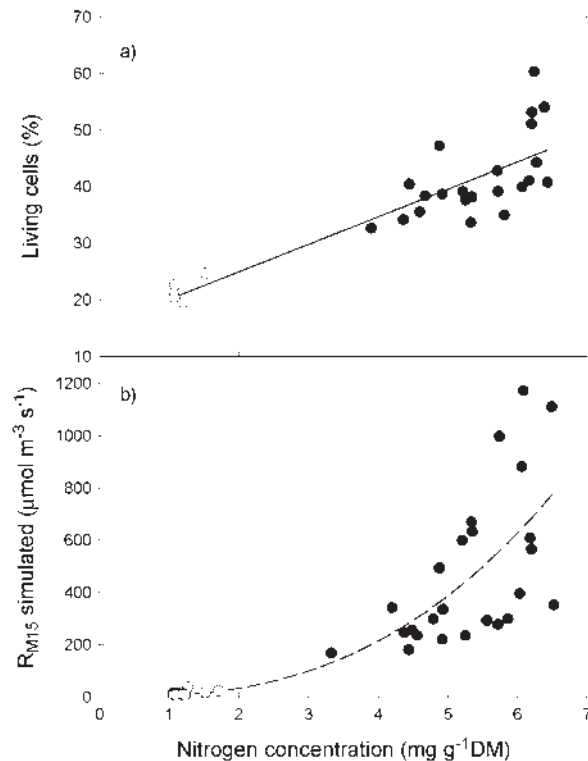 70
a)
60
50
40
30
20
10
Living cells (%)
b)
1200
1000
800
600
400
200
0
R_M15 simulated (µmol m⁻³ s⁻¹)
0 1 2 3 4 5 6 7
Nitrogen concentration (mg g⁻¹DM)